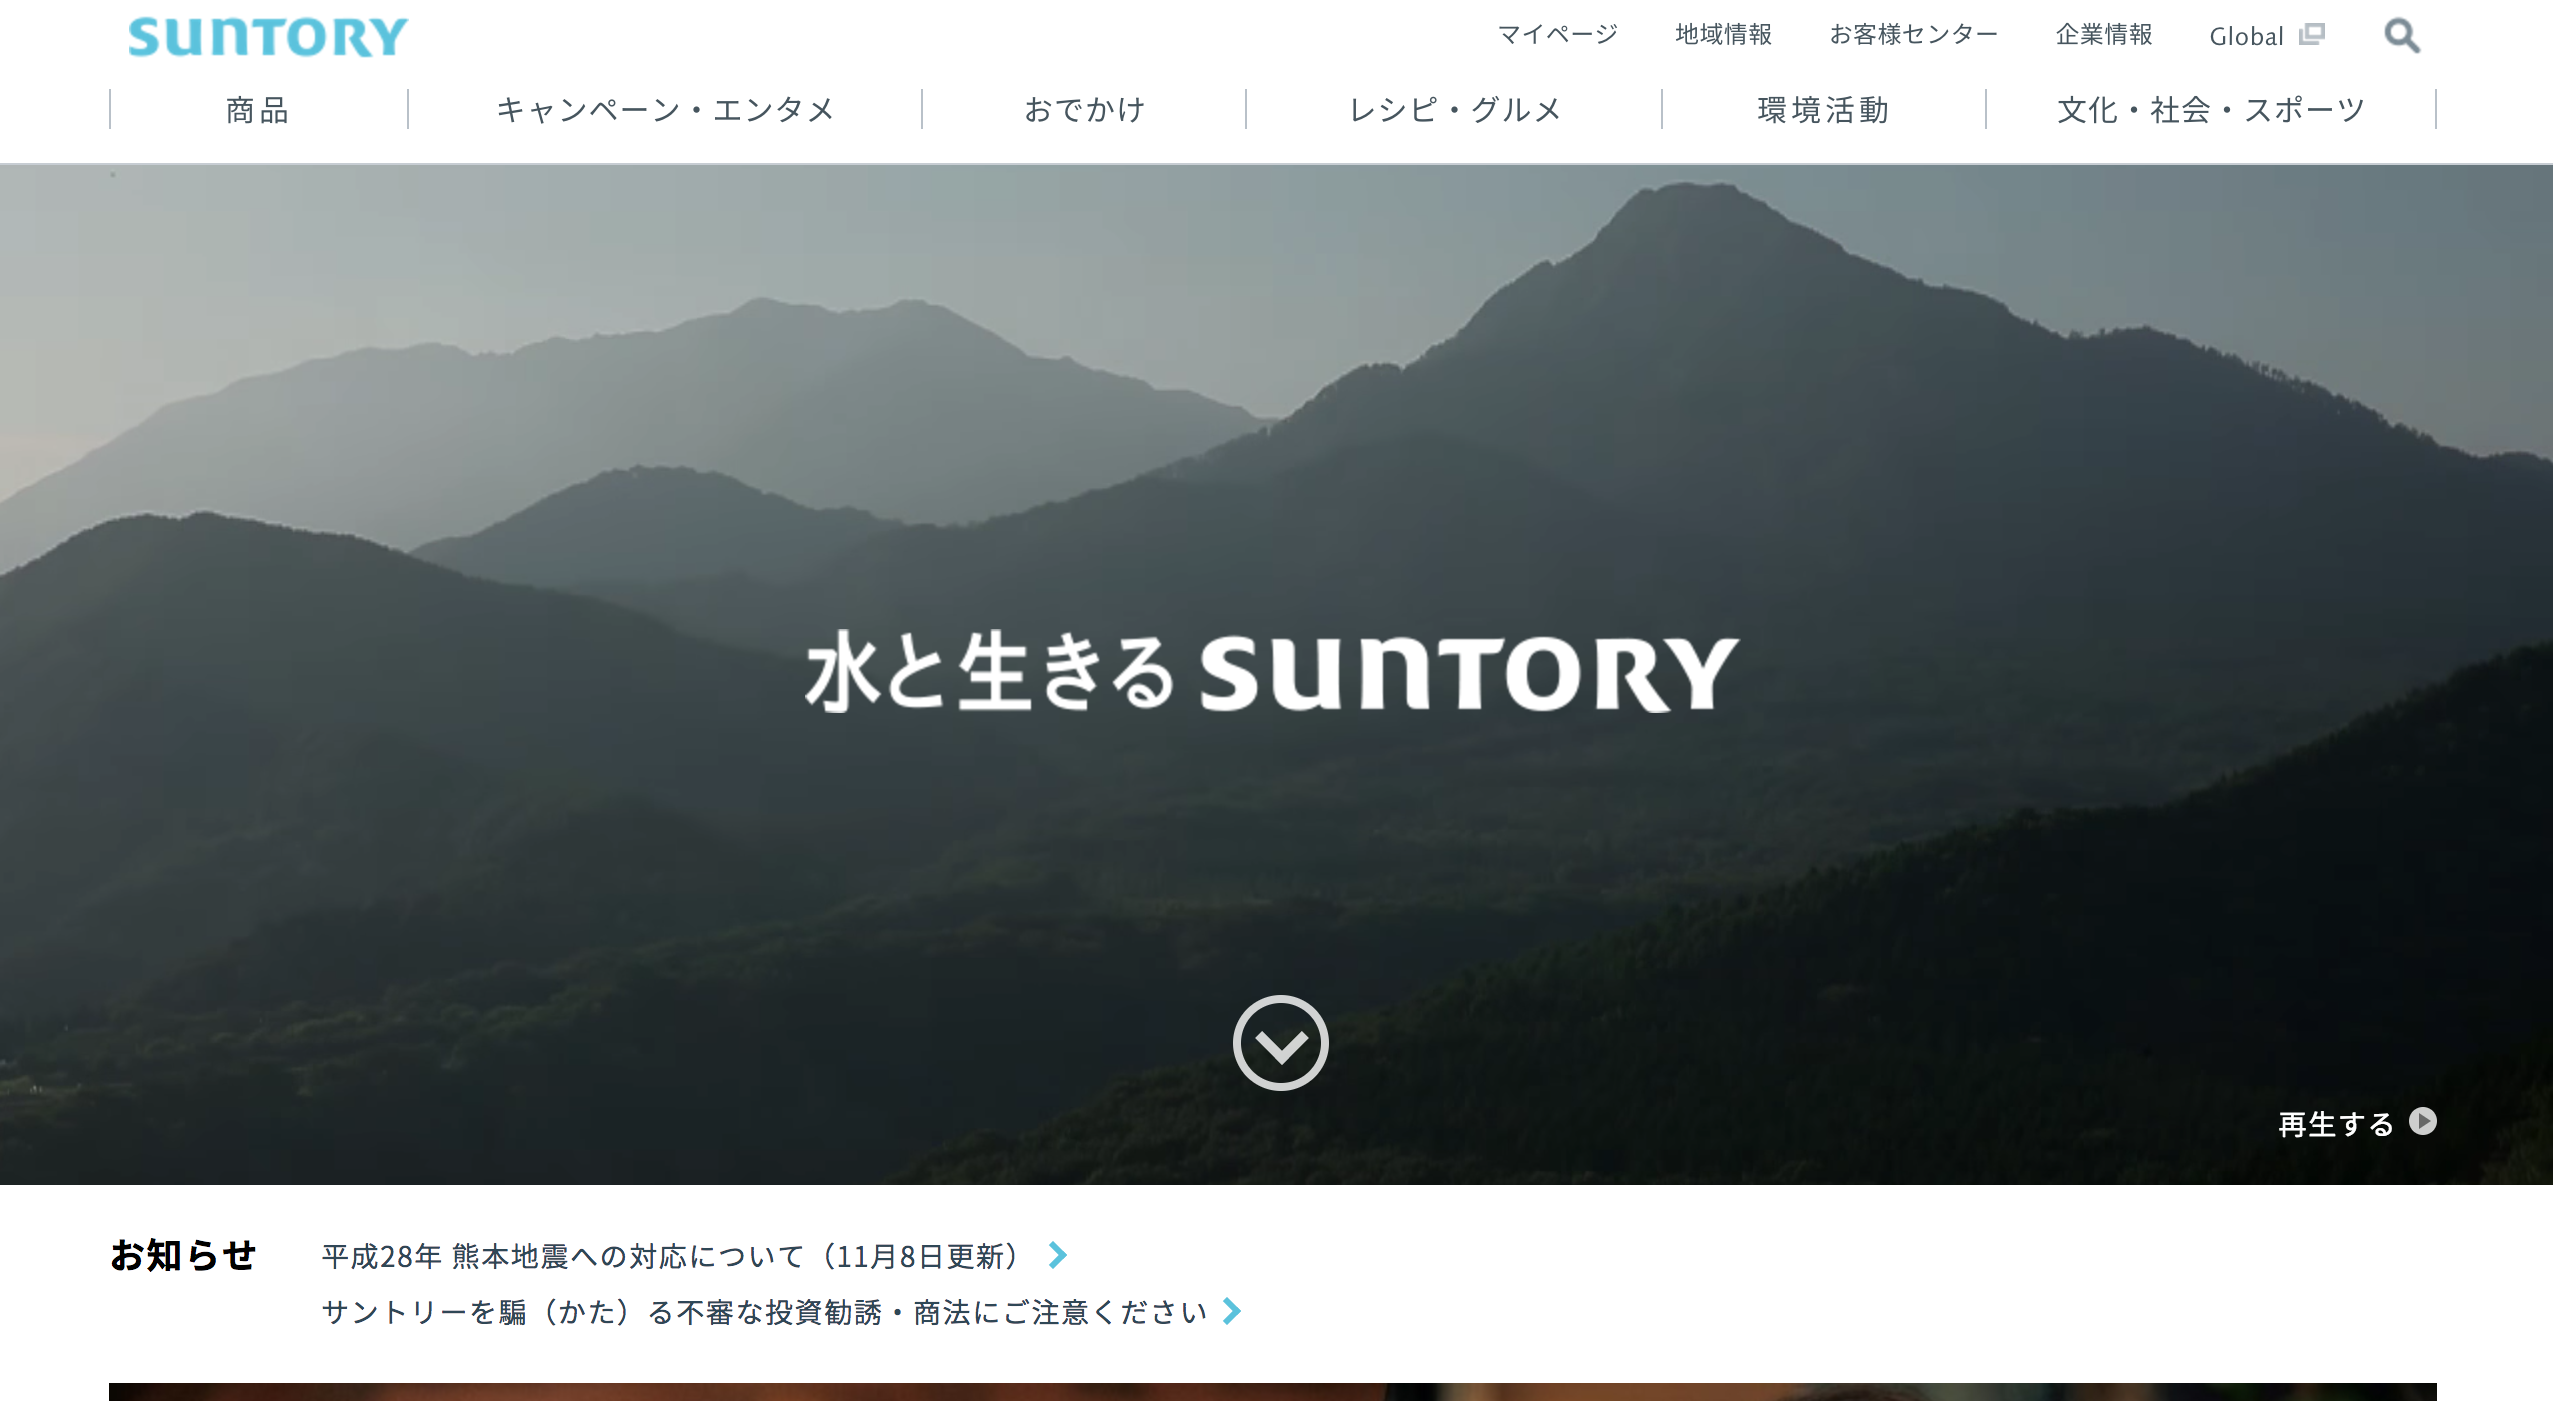 SUNTORY
マイページ 地域情報 お客様センター 企業情報 Global
商品 キャンペーン・エンタメ おでかけ レシピ・グルメ 環境活動 文化・社会・スポーツ
水と生きる SUNTORY
再生する
お知らせ
平成28年 熊本地震への対応について（11月8日更新）
サントリーを騙（かた）る不審な投資勧誘・商法にご注意ください